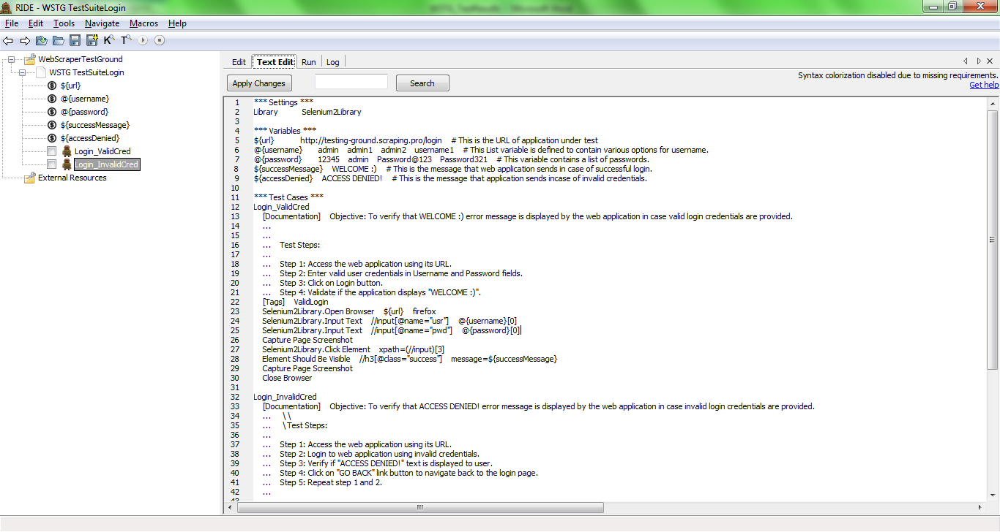 RIDE - WSTG TestSuiteLogin
File Edit Tools Navigate Macros Help
K T
WebScraperTestGround
WSTG TestSuiteLogin
${url}
@{username}
@{password}
${successMessage}
${accessDenied}
Login_ValidCred
Login_InvalidCred
External Resources
Edit Text Edit Run Log
Apply Changes Search
Syntax colorization disabled due to missing requirements.
Get help
1 *** Settings ***
2 Library Selenium2Library
3
4 *** Variables ***
5 ${url} http://testing-ground.scraping.pro/login # This is the URL of application under test
6 @{username} admin admin1 admin2 username1 # This List variable is defined to contain various options for username.
7 @{password} 12345 admin Password@123 Password321 # This variable contains a list of passwords.
8 ${successMessage} WELCOME :) # This is the message that web application sends in case of successful login.
9 ${accessDenied} ACCESS DENIED! # This is the message that application sends incase of invalid credentials.
10
11 *** Test Cases ***
12 Login_ValidCred
13 [Documentation] Objective: To verify that WELCOME :) error message is displayed by the web application in case valid login credentials are provided.
14 ...
15 ...
16 ... Test Steps:
17 ...
18 ... Step 1: Access the web application using its URL.
19 ... Step 2: Enter valid user credentials in Username and Password fields.
20 ... Step 3: Click on Login button.
21 ... Step 4: Validate if the application displays "WELCOME :)".
22 [Tags] ValidLogin
23 Selenium2Library.Open Browser ${url} firefox
24 Selenium2Library.Input Text //input[@name="usr"] @{username}[0]
25 Selenium2Library.Input Text //input[@name="pwd"] @{password}[0]
26 Capture Page Screenshot
27 Selenium2Library.Click Element xpath=(//input)[3]
28 Element Should Be Visible //h3[@class="success"] message=${successMessage}
29 Capture Page Screenshot
30 Close Browser
31
32 Login_InvalidCred
33 [Documentation] Objective: To verify that ACCESS DENIED! error message is displayed by the web application in case invalid login credentials are provided.
34 ... \ \
35 ... \ Test Steps:
36 ...
37 ... Step 1: Access the web application using its URL.
38 ... Step 2: Login to web application using invalid credentials.
39 ... Step 3: Verify if "ACCESS DENIED!" text is displayed to user.
40 ... Step 4: Click on "GO BACK" link button to navigate back to the login page.
41 ... Step 5: Repeat step 1 and 2.
42 ...